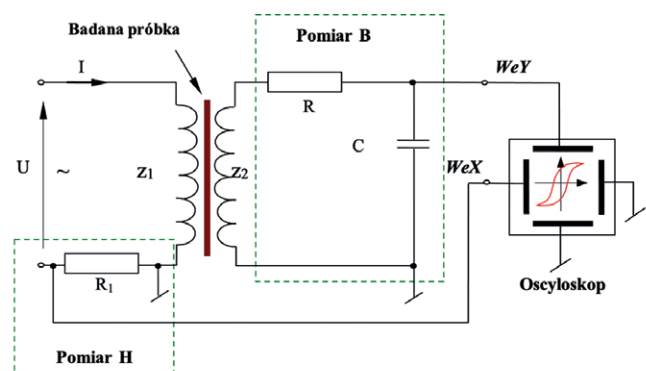 Badana próbka
Pomiar B
I
WeY
R
U
~
z1
z2
C
WeX
R1
Oscyloskop
Pomiar H